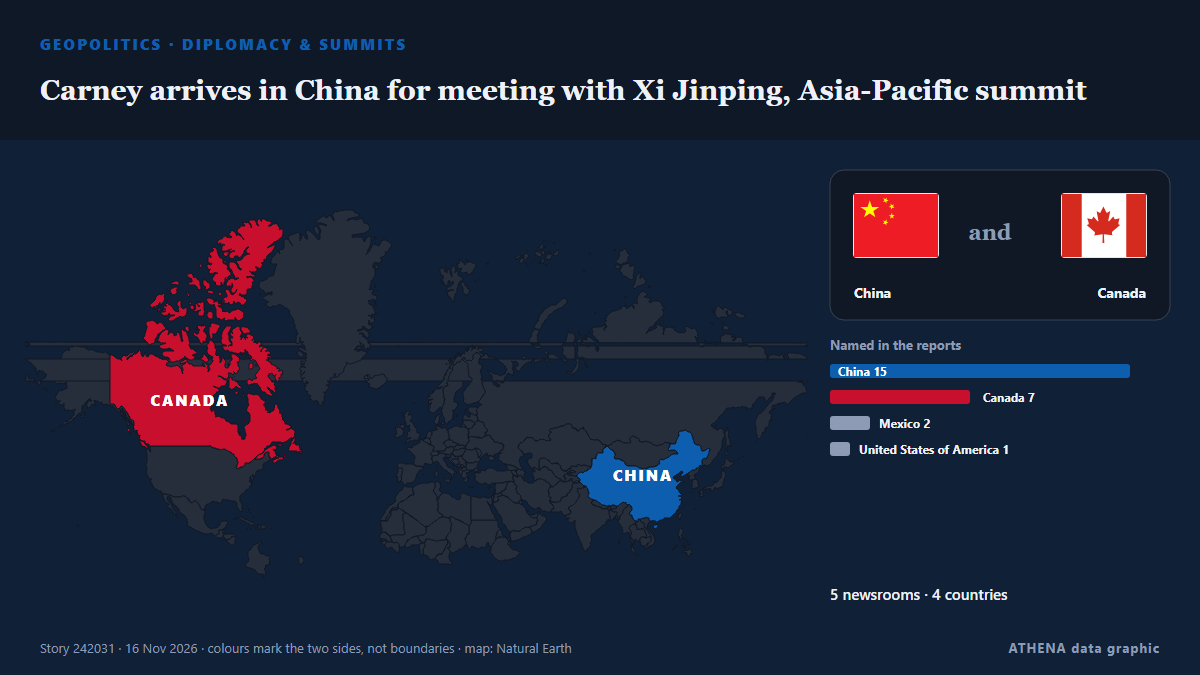 GEOPOLITICS · DIPLOMACY & SUMMITS
Carney arrives in China for meeting with Xi Jinping, Asia-Pacific summit
CANADA
CHINA
and
China
Canada
Named in the reports
China 15
Canada 7
Mexico 2
United States of America 1
5 newsrooms · 4 countries
Story 242031 · 16 Nov 2026 · colours mark the two sides, not boundaries · map: Natural Earth
ATHENA data graphic